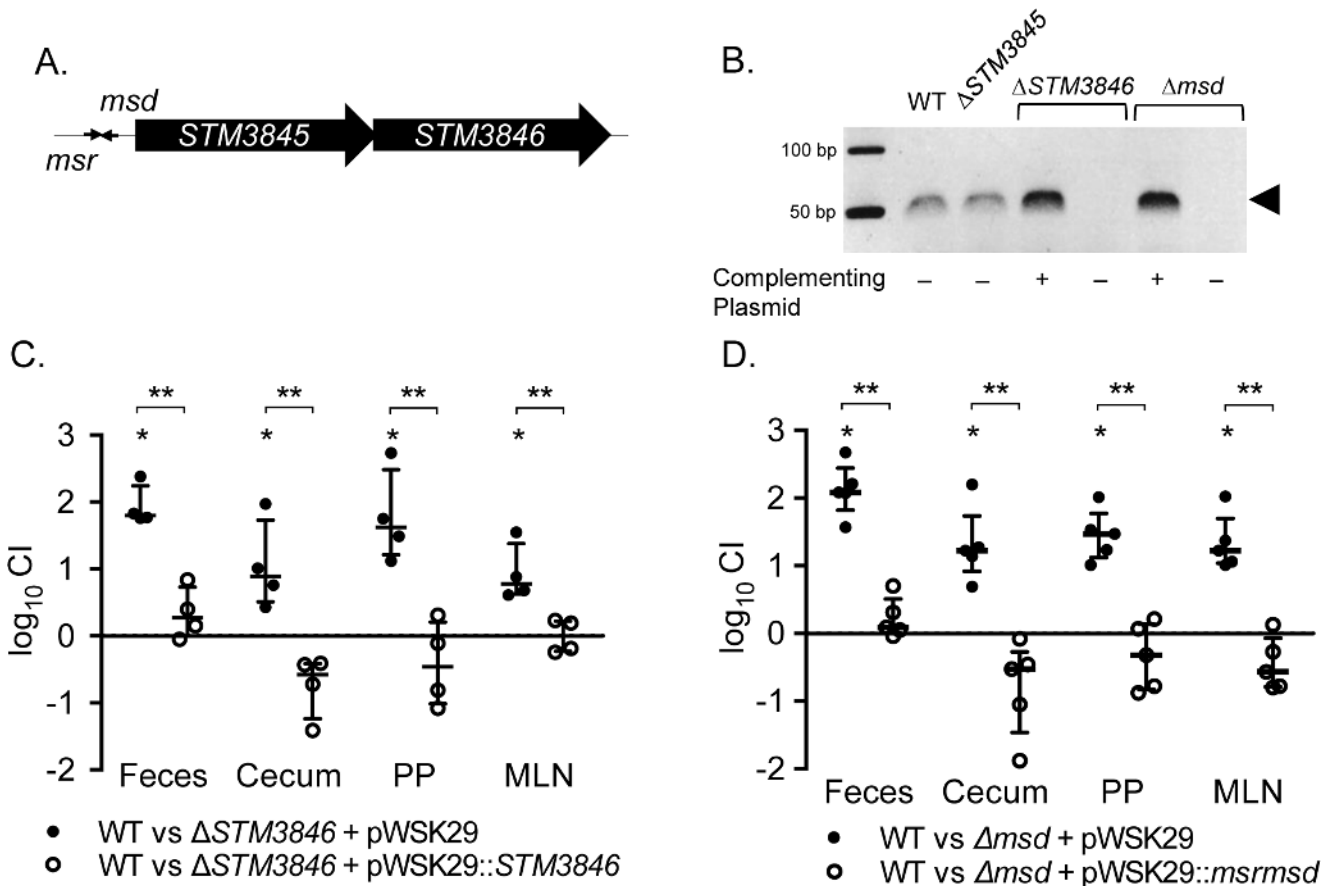 A.
msd
STM3845 STM3846
msr
B.
WT ΔSTM3845 ΔSTM3846 Δmsd
100 bp
50 bp
Complementing – – + – + –
Plasmid
C.
** ** ** **
* * * *
3
2
1
0
-1
-2
log10 CI
Feces Cecum PP MLN
● WT vs ΔSTM3846 + pWSK29
○ WT vs ΔSTM3846 + pWSK29::STM3846
D.
** ** ** **
* * * *
3
2
1
0
-1
-2
log10 CI
Feces Cecum PP MLN
● WT vs Δmsd + pWSK29
○ WT vs Δmsd + pWSK29::msrmsd